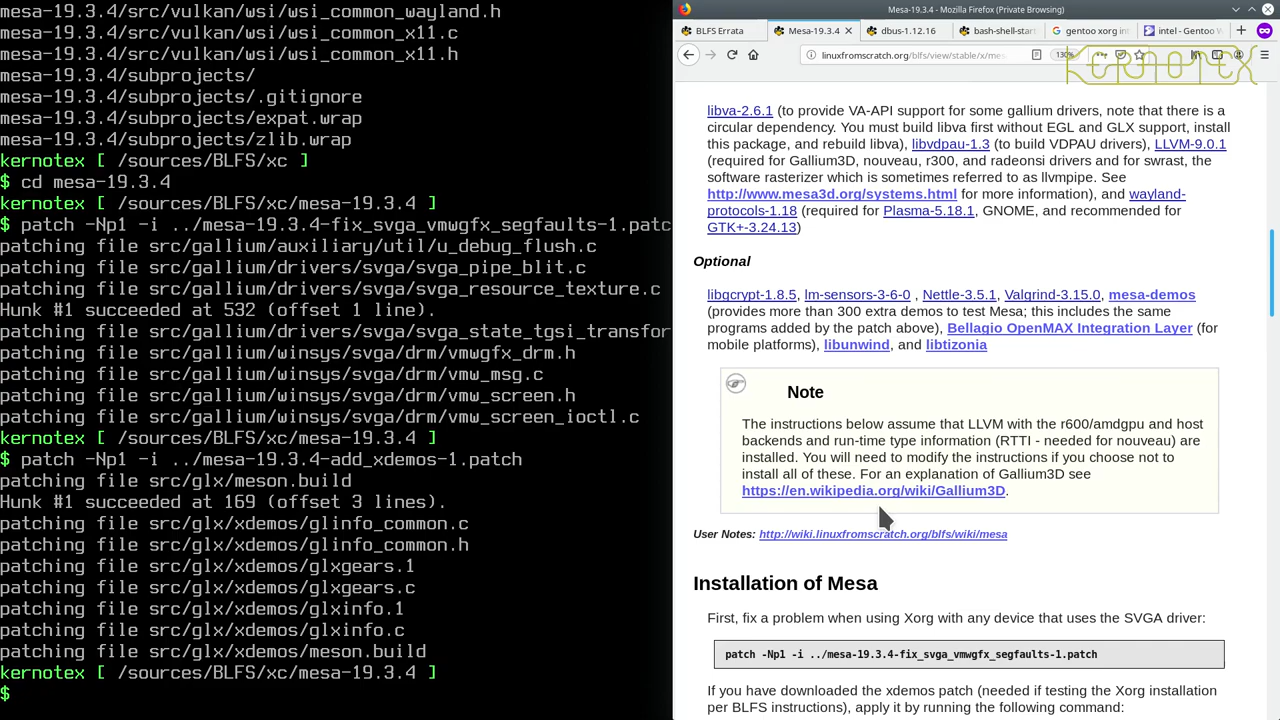 mesa-19.3.4/src/vulkan/wsi/wsi_common_wayland.h
mesa-19.3.4/src/vulkan/wsi/wsi_common_x11.c
mesa-19.3.4/src/vulkan/wsi/wsi_common_x11.h
mesa-19.3.4/subprojects/
mesa-19.3.4/subprojects/.gitignore
mesa-19.3.4/subprojects/expat.wrap
mesa-19.3.4/subprojects/zlib.wrap
kernotex [ /sources/BLFS/xc ]
$ cd mesa-19.3.4
kernotex [ /sources/BLFS/xc/mesa-19.3.4 ]
$ patch -Np1 -i ../mesa-19.3.4-fix_svga_vmwgfx_segfaults-1.patc
patching file src/gallium/auxiliary/util/u_debug_flush.c
patching file src/gallium/drivers/svga/svga_pipe_blit.c
patching file src/gallium/drivers/svga/svga_resource_texture.c
Hunk #1 succeeded at 532 (offset 1 line).
patching file src/gallium/drivers/svga/svga_state_tgsi_transfor
patching file src/gallium/winsys/svga/drm/vmwgfx_drm.h
patching file src/gallium/winsys/svga/drm/vmw_msg.c
patching file src/gallium/winsys/svga/drm/vmw_screen.h
patching file src/gallium/winsys/svga/drm/vmw_screen_ioctl.c
kernotex [ /sources/BLFS/xc/mesa-19.3.4 ]
$ patch -Np1 -i ../mesa-19.3.4-add_xdemos-1.patch
patching file src/glx/meson.build
Hunk #1 succeeded at 169 (offset 3 lines).
patching file src/glx/xdemos/glinfo_common.c
patching file src/glx/xdemos/glinfo_common.h
patching file src/glx/xdemos/glxgears.1
patching file src/glx/xdemos/glxgears.c
patching file src/glx/xdemos/glxinfo.1
patching file src/glx/xdemos/glxinfo.c
patching file src/glx/xdemos/meson.build
kernotex [ /sources/BLFS/xc/mesa-19.3.4 ]
$
Mesa-19.3.4 - Mozilla Firefox (Private Browsing)
BLFS Errata
Mesa-19.3.4
dbus-1.12.16
bash-shell-start
gentoo xorg int
intel - Gentoo W
linuxfromscratch.org/blfs/view/stable/x/mes
130%
KERNOTEX
libva-2.6.1 (to provide VA-API support for some gallium drivers, note that there is a
circular dependency. You must build libva first without EGL and GLX support, install
this package, and rebuild libva), libvdpau-1.3 (to build VDPAU drivers), LLVM-9.0.1
(required for Gallium3D, nouveau, r300, and radeonsi drivers and for swrast, the
software rasterizer which is sometimes referred to as llvmpipe. See
http://www.mesa3d.org/systems.html for more information), and wayland-
protocols-1.18 (required for Plasma-5.18.1, GNOME, and recommended for
GTK+-3.24.13)
Optional
libgcrypt-1.8.5, lm-sensors-3-6-0 , Nettle-3.5.1, Valgrind-3.15.0, mesa-demos
(provides more than 300 extra demos to test Mesa; this includes the same
programs added by the patch above), Bellagio OpenMAX Integration Layer (for
mobile platforms), libunwind, and libtizonia
Note
The instructions below assume that LLVM with the r600/amdgpu and host
backends and run-time type information (RTTI - needed for nouveau) are
installed. You will need to modify the instructions if you choose not to
install all of these. For an explanation of Gallium3D see
https://en.wikipedia.org/wiki/Gallium3D.
User Notes: http://wiki.linuxfromscratch.org/blfs/wiki/mesa
Installation of Mesa
First, fix a problem when using Xorg with any device that uses the SVGA driver:
patch -Np1 -i ../mesa-19.3.4-fix_svga_vmwgfx_segfaults-1.patch
If you have downloaded the xdemos patch (needed if testing the Xorg installation
per BLFS instructions), apply it by running the following command: